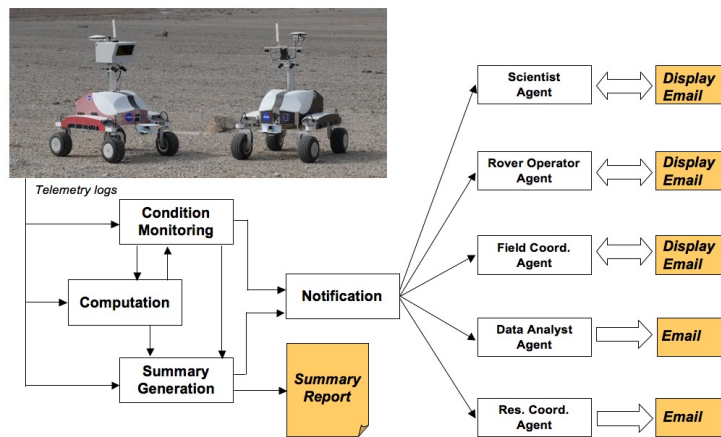 Telemetry logs
Condition
Monitoring
Computation
Summary
Generation
Notification
Summary
Report
Scientist
Agent
Display
Email
Rover Operator
Agent
Display
Email
Field Coord.
Agent
Display
Email
Data Analyst
Agent
Email
Res. Coord.
Agent
Email